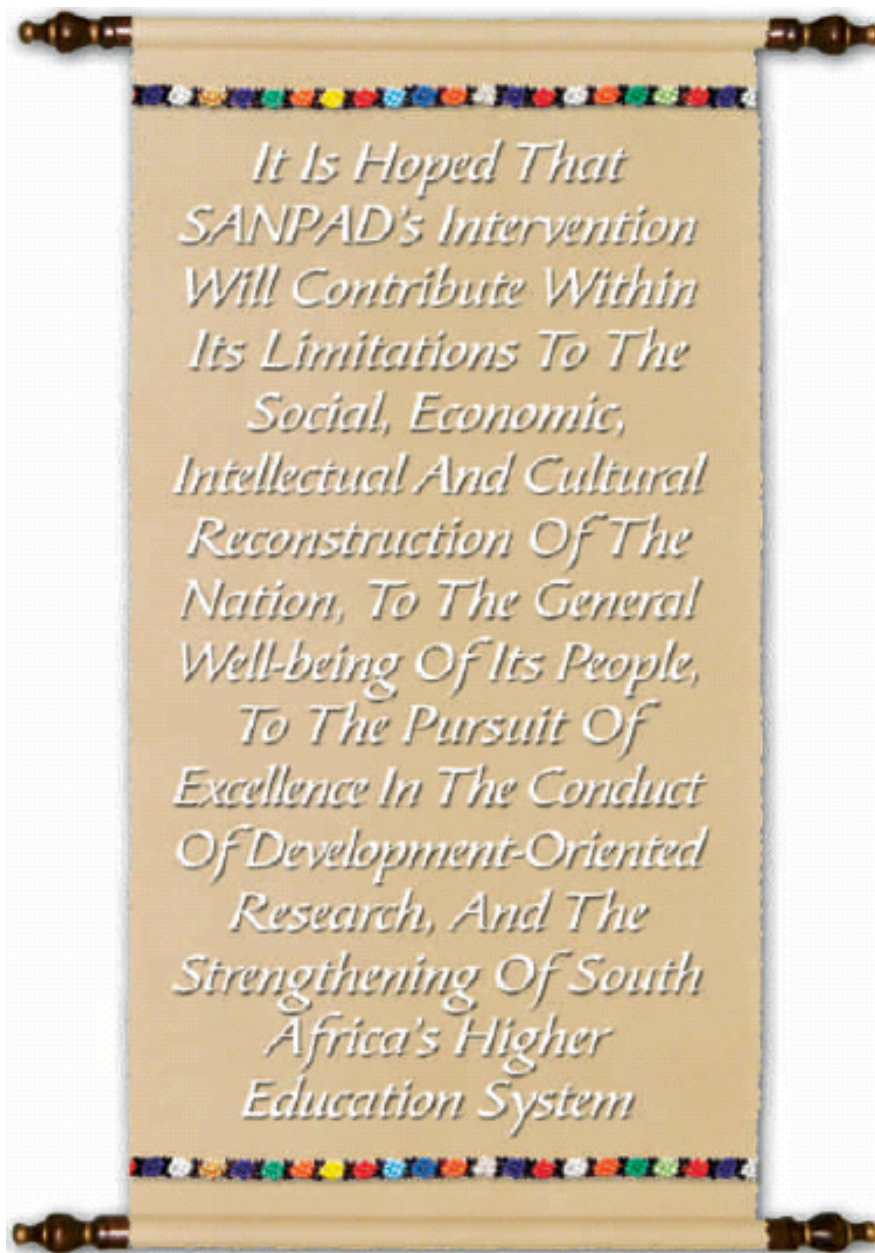 It Is Hoped That
SANPAD's Intervention
Will Contribute Within
Its Limitations To The
Social, Economic,
Intellectual And Cultural
Reconstruction Of The
Nation, To The General
Well-being Of Its People,
To The Pursuit Of
Excellence In The Conduct
Of Development-Oriented
Research, And The
Strengthening Of South
Africa's Higher
Education System